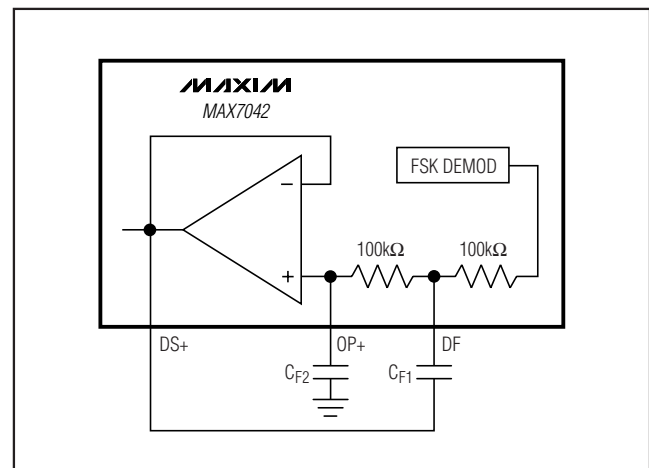 MAXIM
MAX7042
FSK DEMOD
−
100kΩ 100kΩ
+
DS+ OP+ DF
CF2 CF1